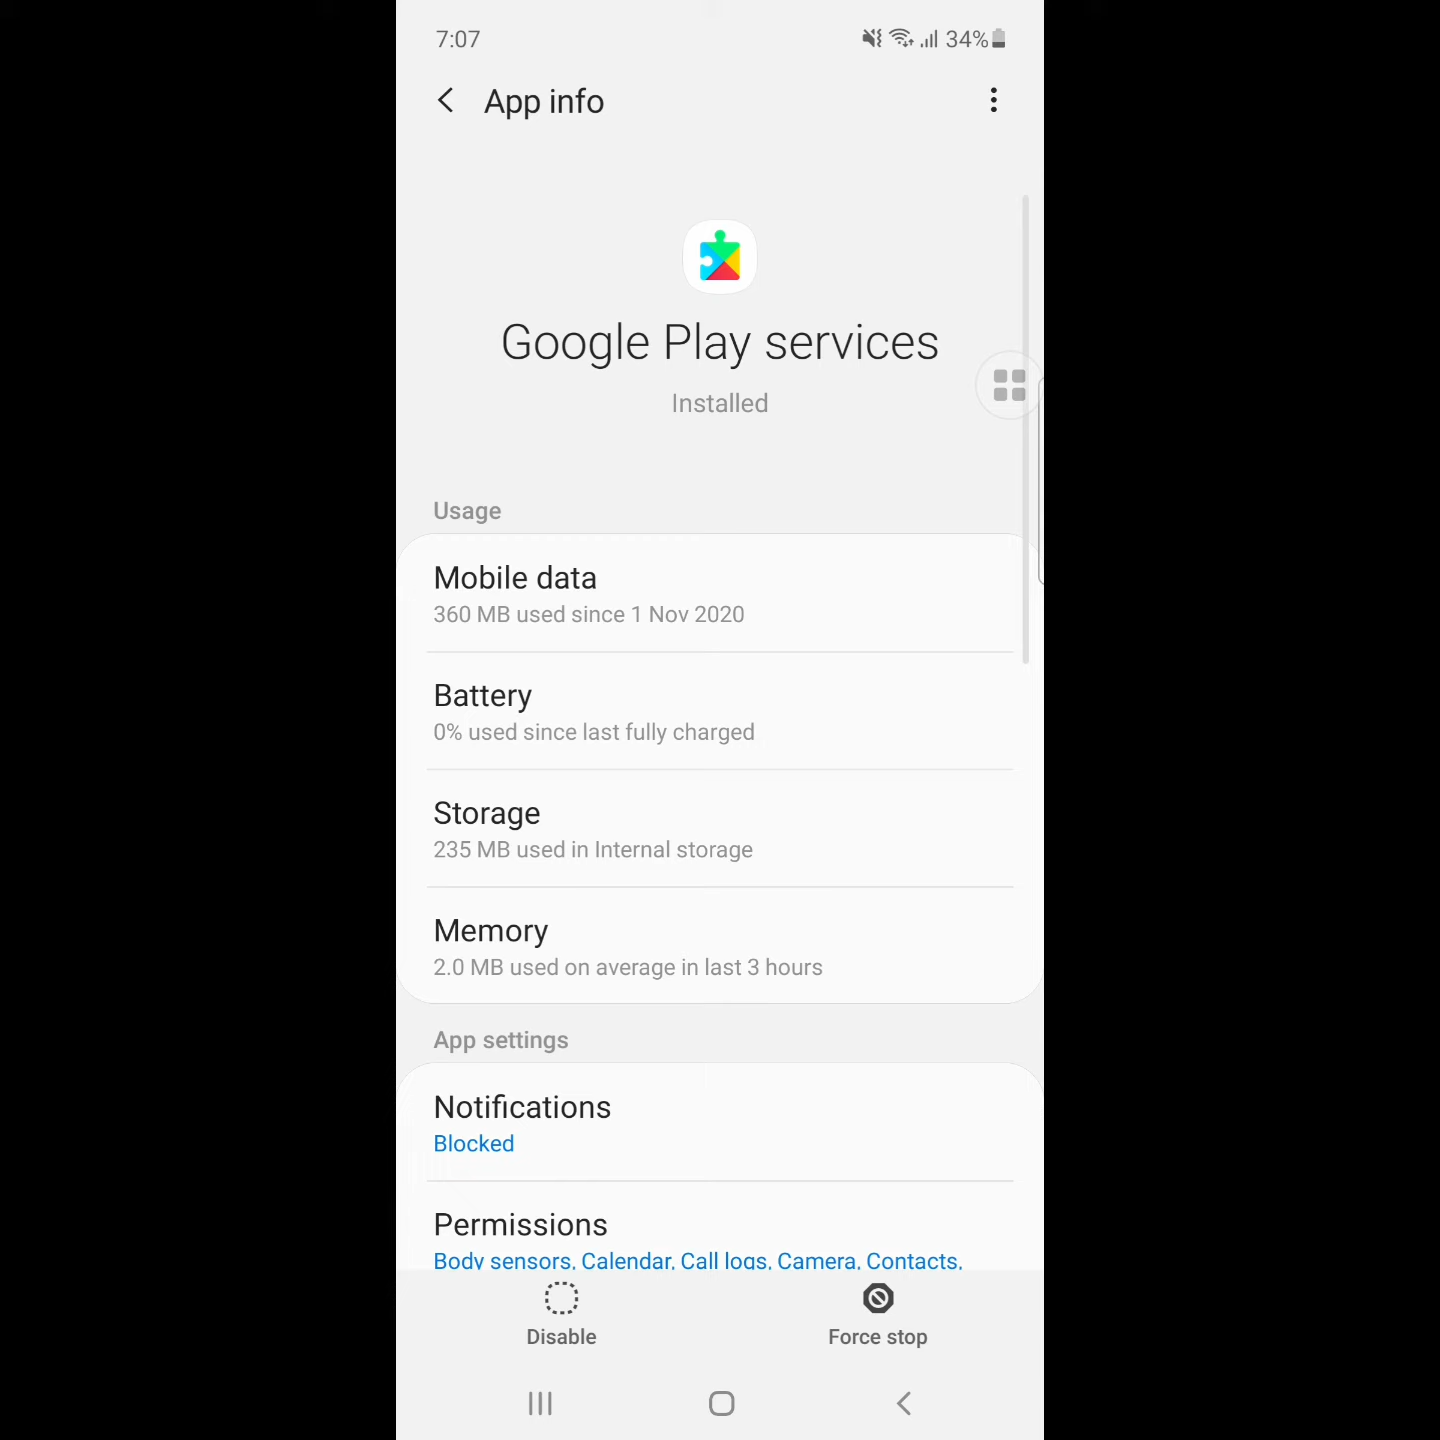 7:07
34%
App info
Google Play services
Installed
Usage
Mobile data
360 MB used since 1 Nov 2020
Battery
0% used since last fully charged
Storage
235 MB used in Internal storage
Memory
2.0 MB used on average in last 3 hours
App settings
Notifications
Blocked
Permissions
Body sensors, Calendar, Call logs, Camera, Contacts,
Disable
Force stop